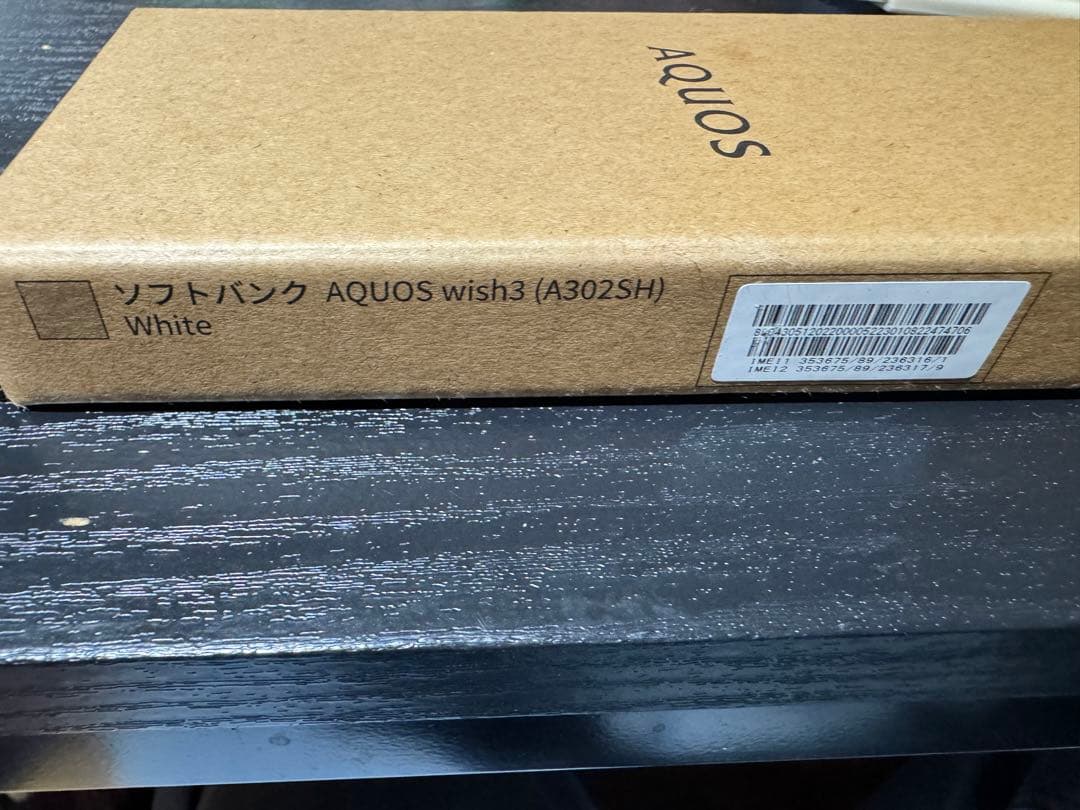 AQUOS
ソフトバンク AQUOS wish3 (A302SH)
White
IMEI1 353675/89/236316/1
IMEI2 353675/89/236317/9